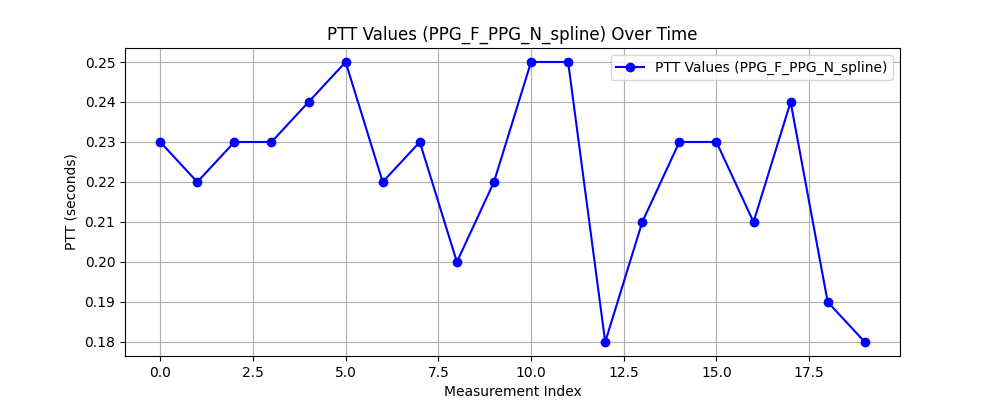 PTT Values (PPG_F_PPG_N_spline) Over Time
PTT Values (PPG_F_PPG_N_spline)
PTT (seconds)
0.25
0.24
0.23
0.22
0.21
0.20
0.19
0.18
0.0 2.5 5.0 7.5 10.0 12.5 15.0 17.5
Measurement Index